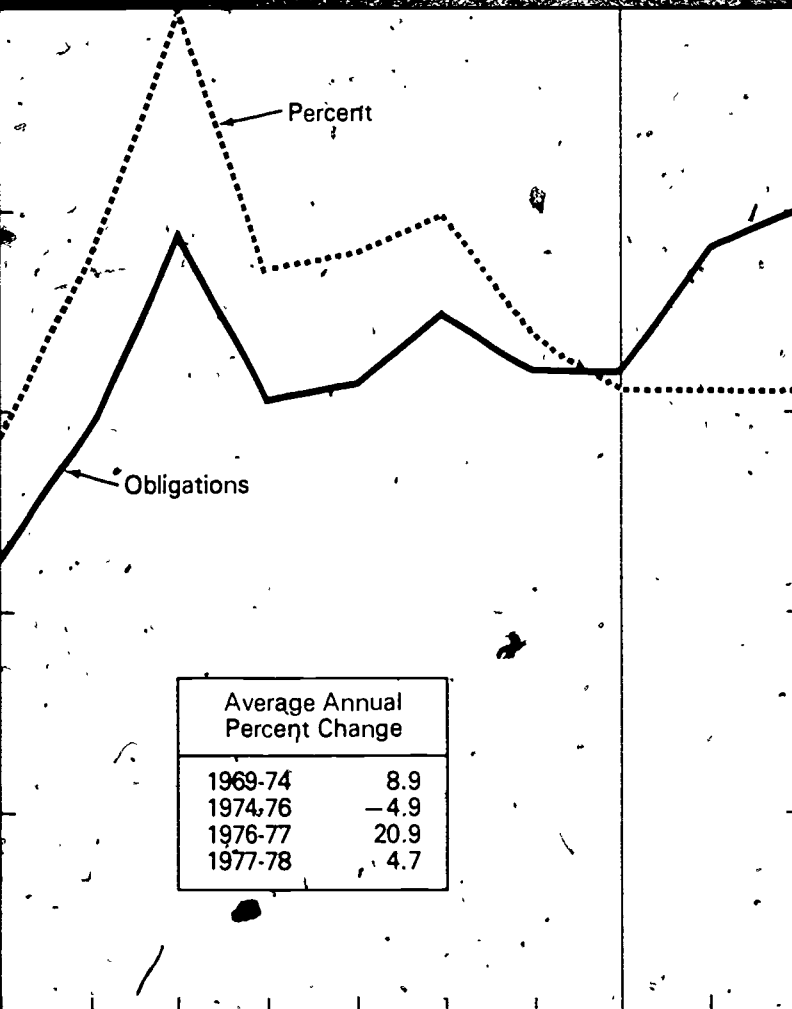 Percent
Obligations
Average Annual
Percent Change
1969-74 8.9
1974-76 −4.9
1976-77 20.9
1977-78 4.7